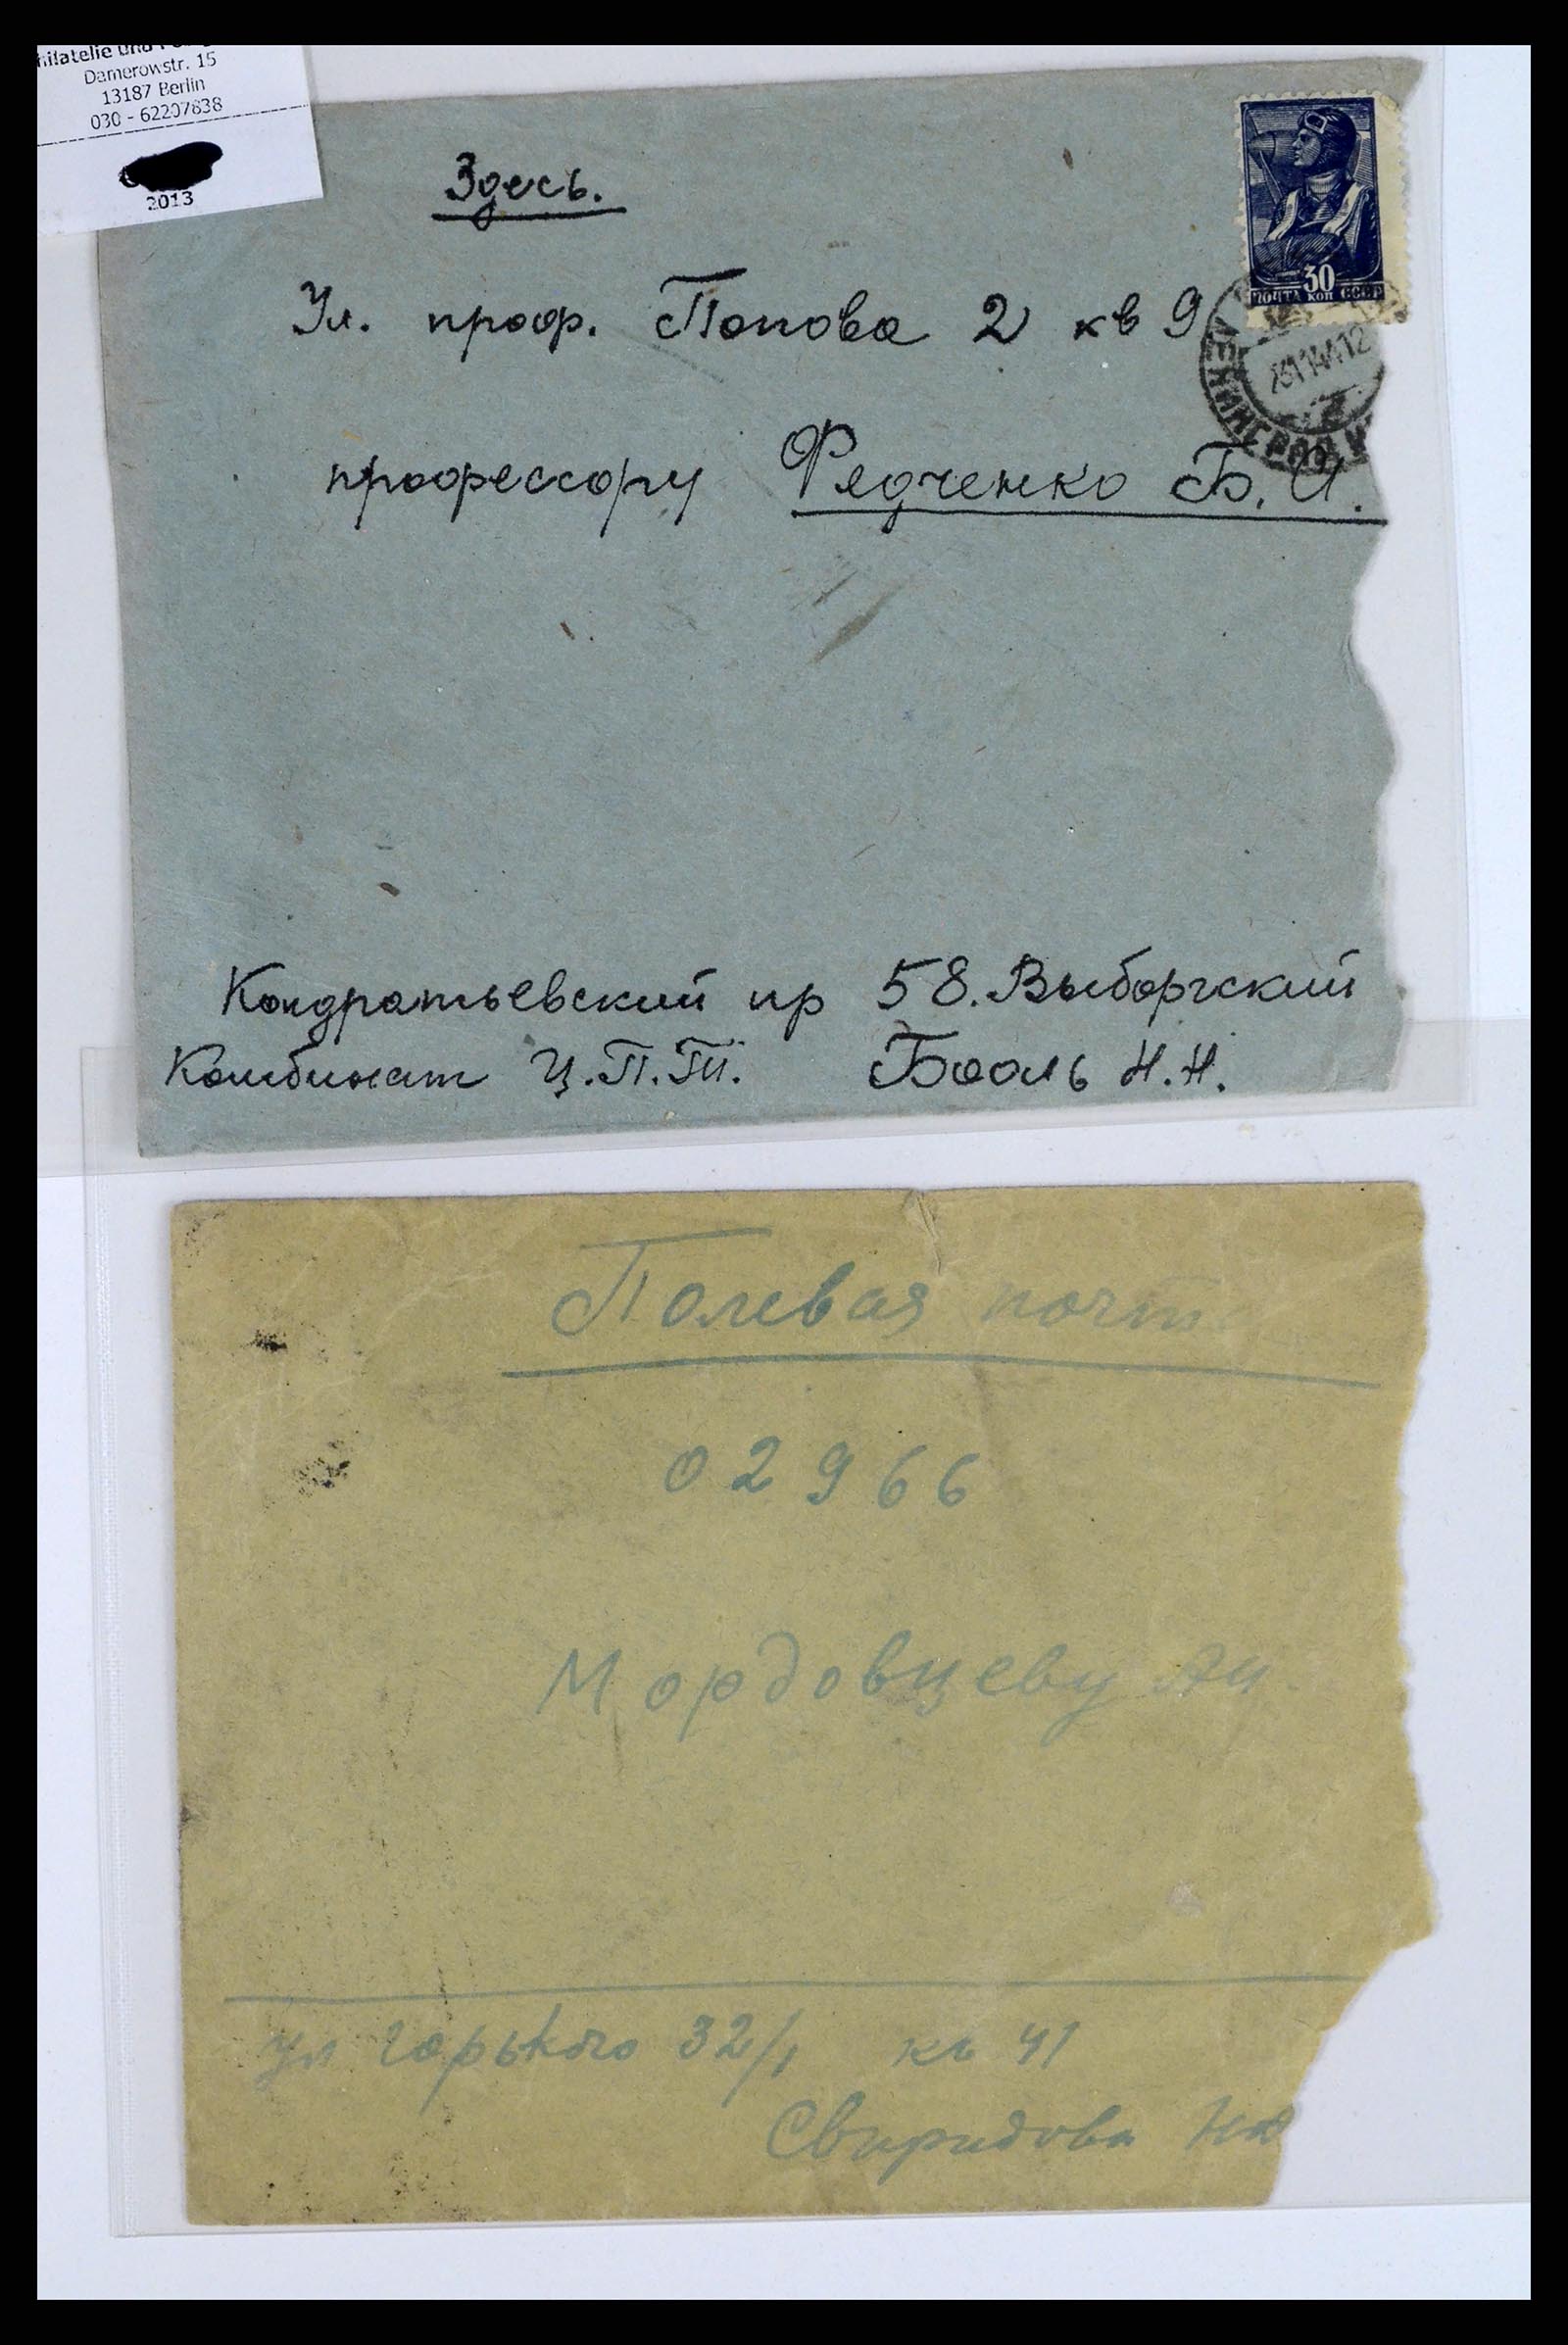 Damerowstr. 15
13187 Berlin
030 - 62207838
2013
Здесь.
30
ПОЧТА КОП СССР
Ул. проф. Попова 2 кв 9
ЛЕНИНГРАД
профессору Федченко Б. А.
Кондратьевский пр 58. Выборгский
Комбинат Ц.П.Ш. Бооль Н.Н.
Полевая почта
02966
Мордовцеву
ул Горького 32/1 кв 41
Свиридова